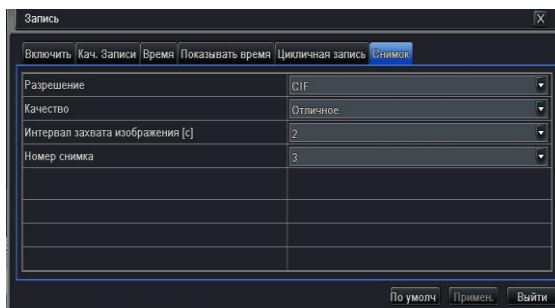 Запись X
Включить Кач. Записи Время Показывать время Цикличная запись Снимок
Разрешение CIF
Качество Отличное
Интервал захвата изображения [с] 2
Номер снимка 3
По умолч Примен. Выйти